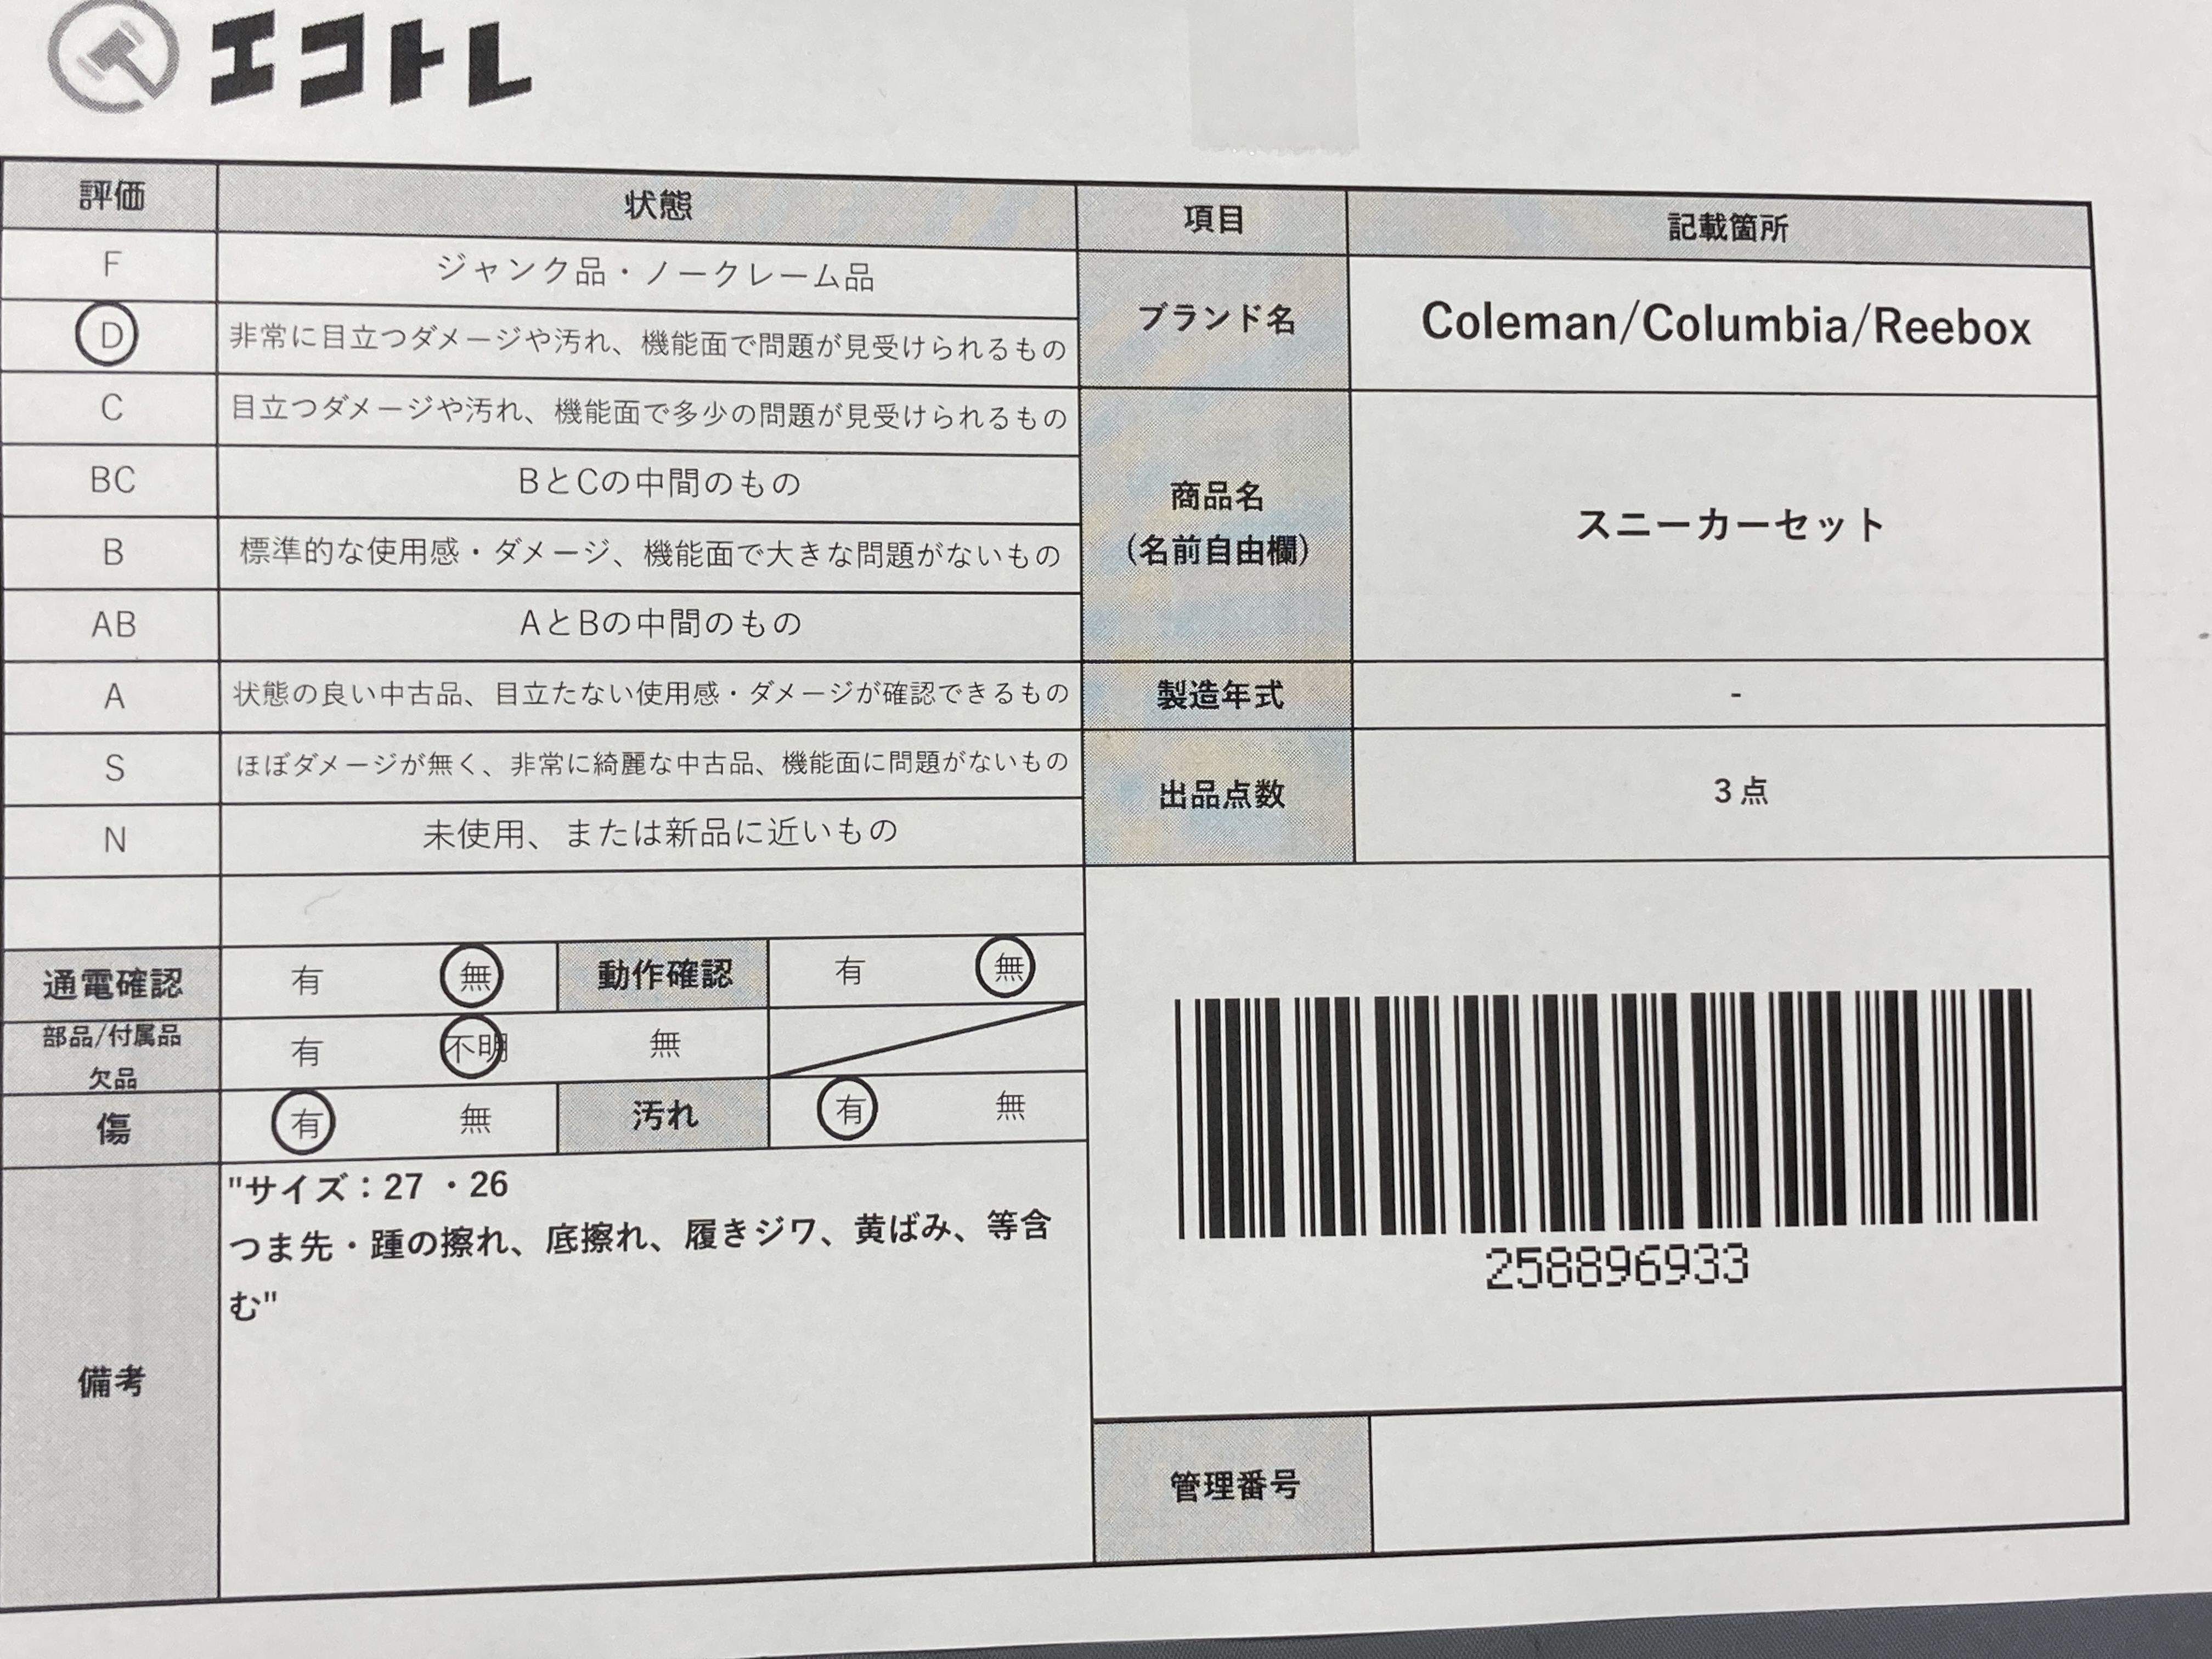 エコトレ
評価 状態 項目 記載箇所
F ジャンク品・ノークレーム品
D 非常に目立つダメージや汚れ、機能面で問題が見受けられるもの
ブランド名 Coleman/Columbia/Reebox
C 目立つダメージや汚れ、機能面で多少の問題が見受けられるもの
BC BとCの中間のもの
商品名
(名前自由欄)
スニーカーセット
B 標準的な使用感・ダメージ、機能面で大きな問題がないもの
AB AとBの中間のもの
A 状態の良い中古品、目立たない使用感・ダメージが確認できるもの
製造年式 -
S ほぼダメージが無く、非常に綺麗な中古品、機能面に問題がないもの
出品点数 3点
N 未使用、または新品に近いもの
通電確認 有 無 動作確認 有 無
部品/付属品
欠品
有 不明 無
傷 有 無 汚れ 有 無
備考
"サイズ：27 ・26
つま先・踵の擦れ、底擦れ、履きジワ、黄ばみ、等含
む"
258896933
管理番号